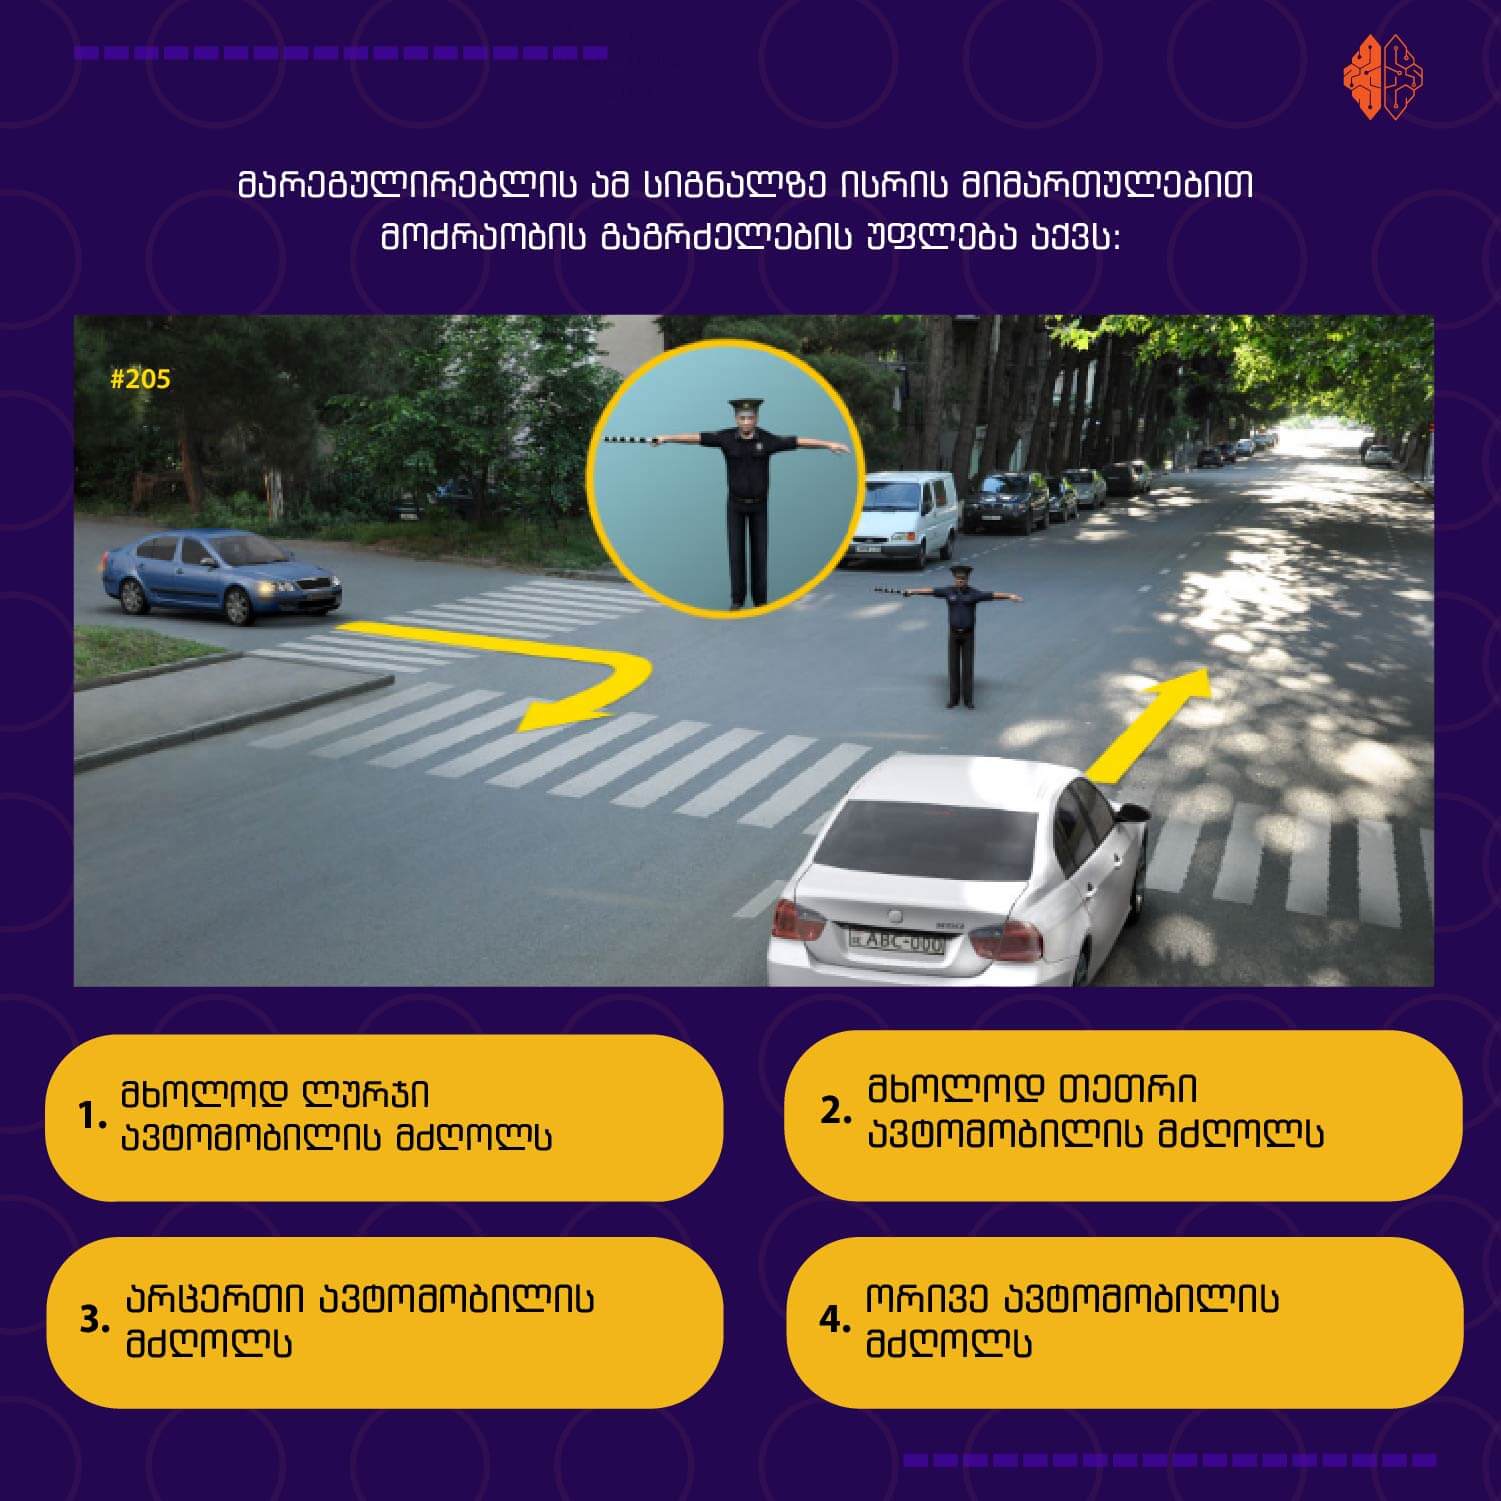 მარეგულირებლის ამ სიგნალზე ისრის მიმართულებით
მოძრაობის გაგრძელების უფლება აქვს:
#205
ABC-000
1. მხოლოდ ლურჯი
ავტომობილის მძღოლს
2. მხოლოდ თეთრი
ავტომობილის მძღოლს
3. არცერთი ავტომობილის
მძღოლს
4. ორივე ავტომობილის
მძღოლს